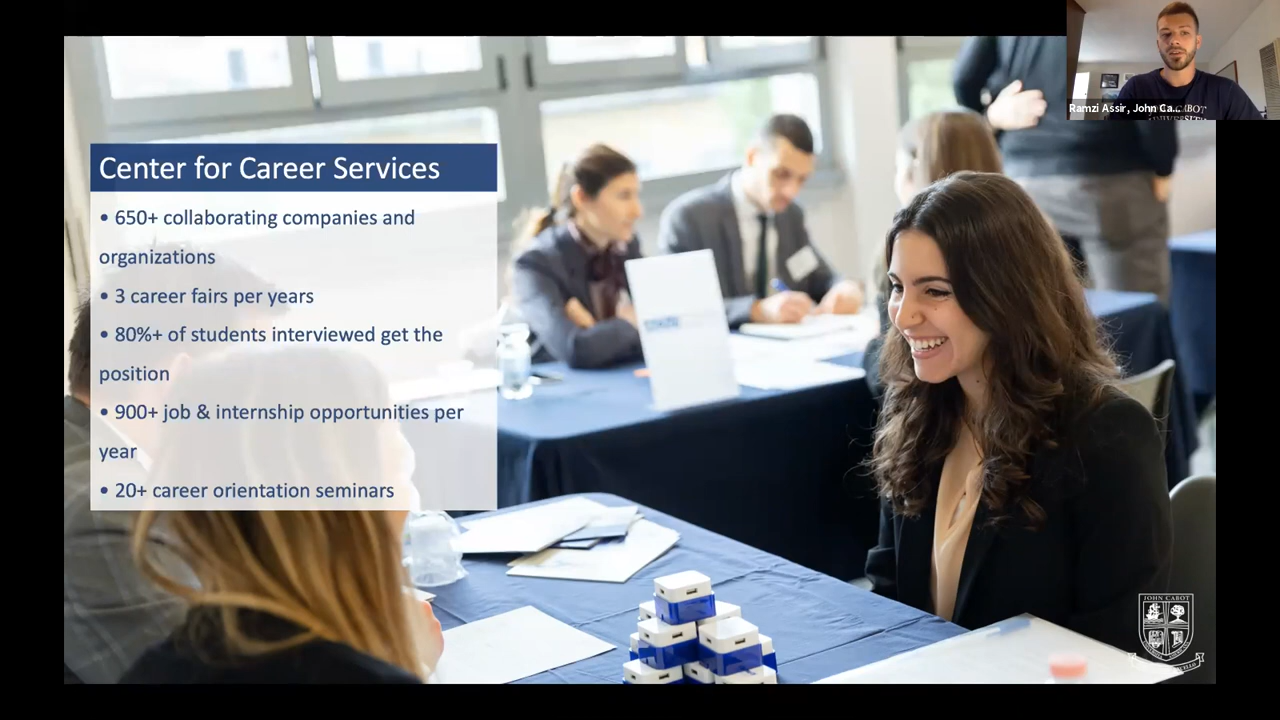 Ramzi Assir, John Ca...
Center for Career Services
• 650+ collaborating companies and
organizations
• 3 career fairs per years
• 80%+ of students interviewed get the
position
• 900+ job & internship opportunities per
year
• 20+ career orientation seminars
JOHN CABOT